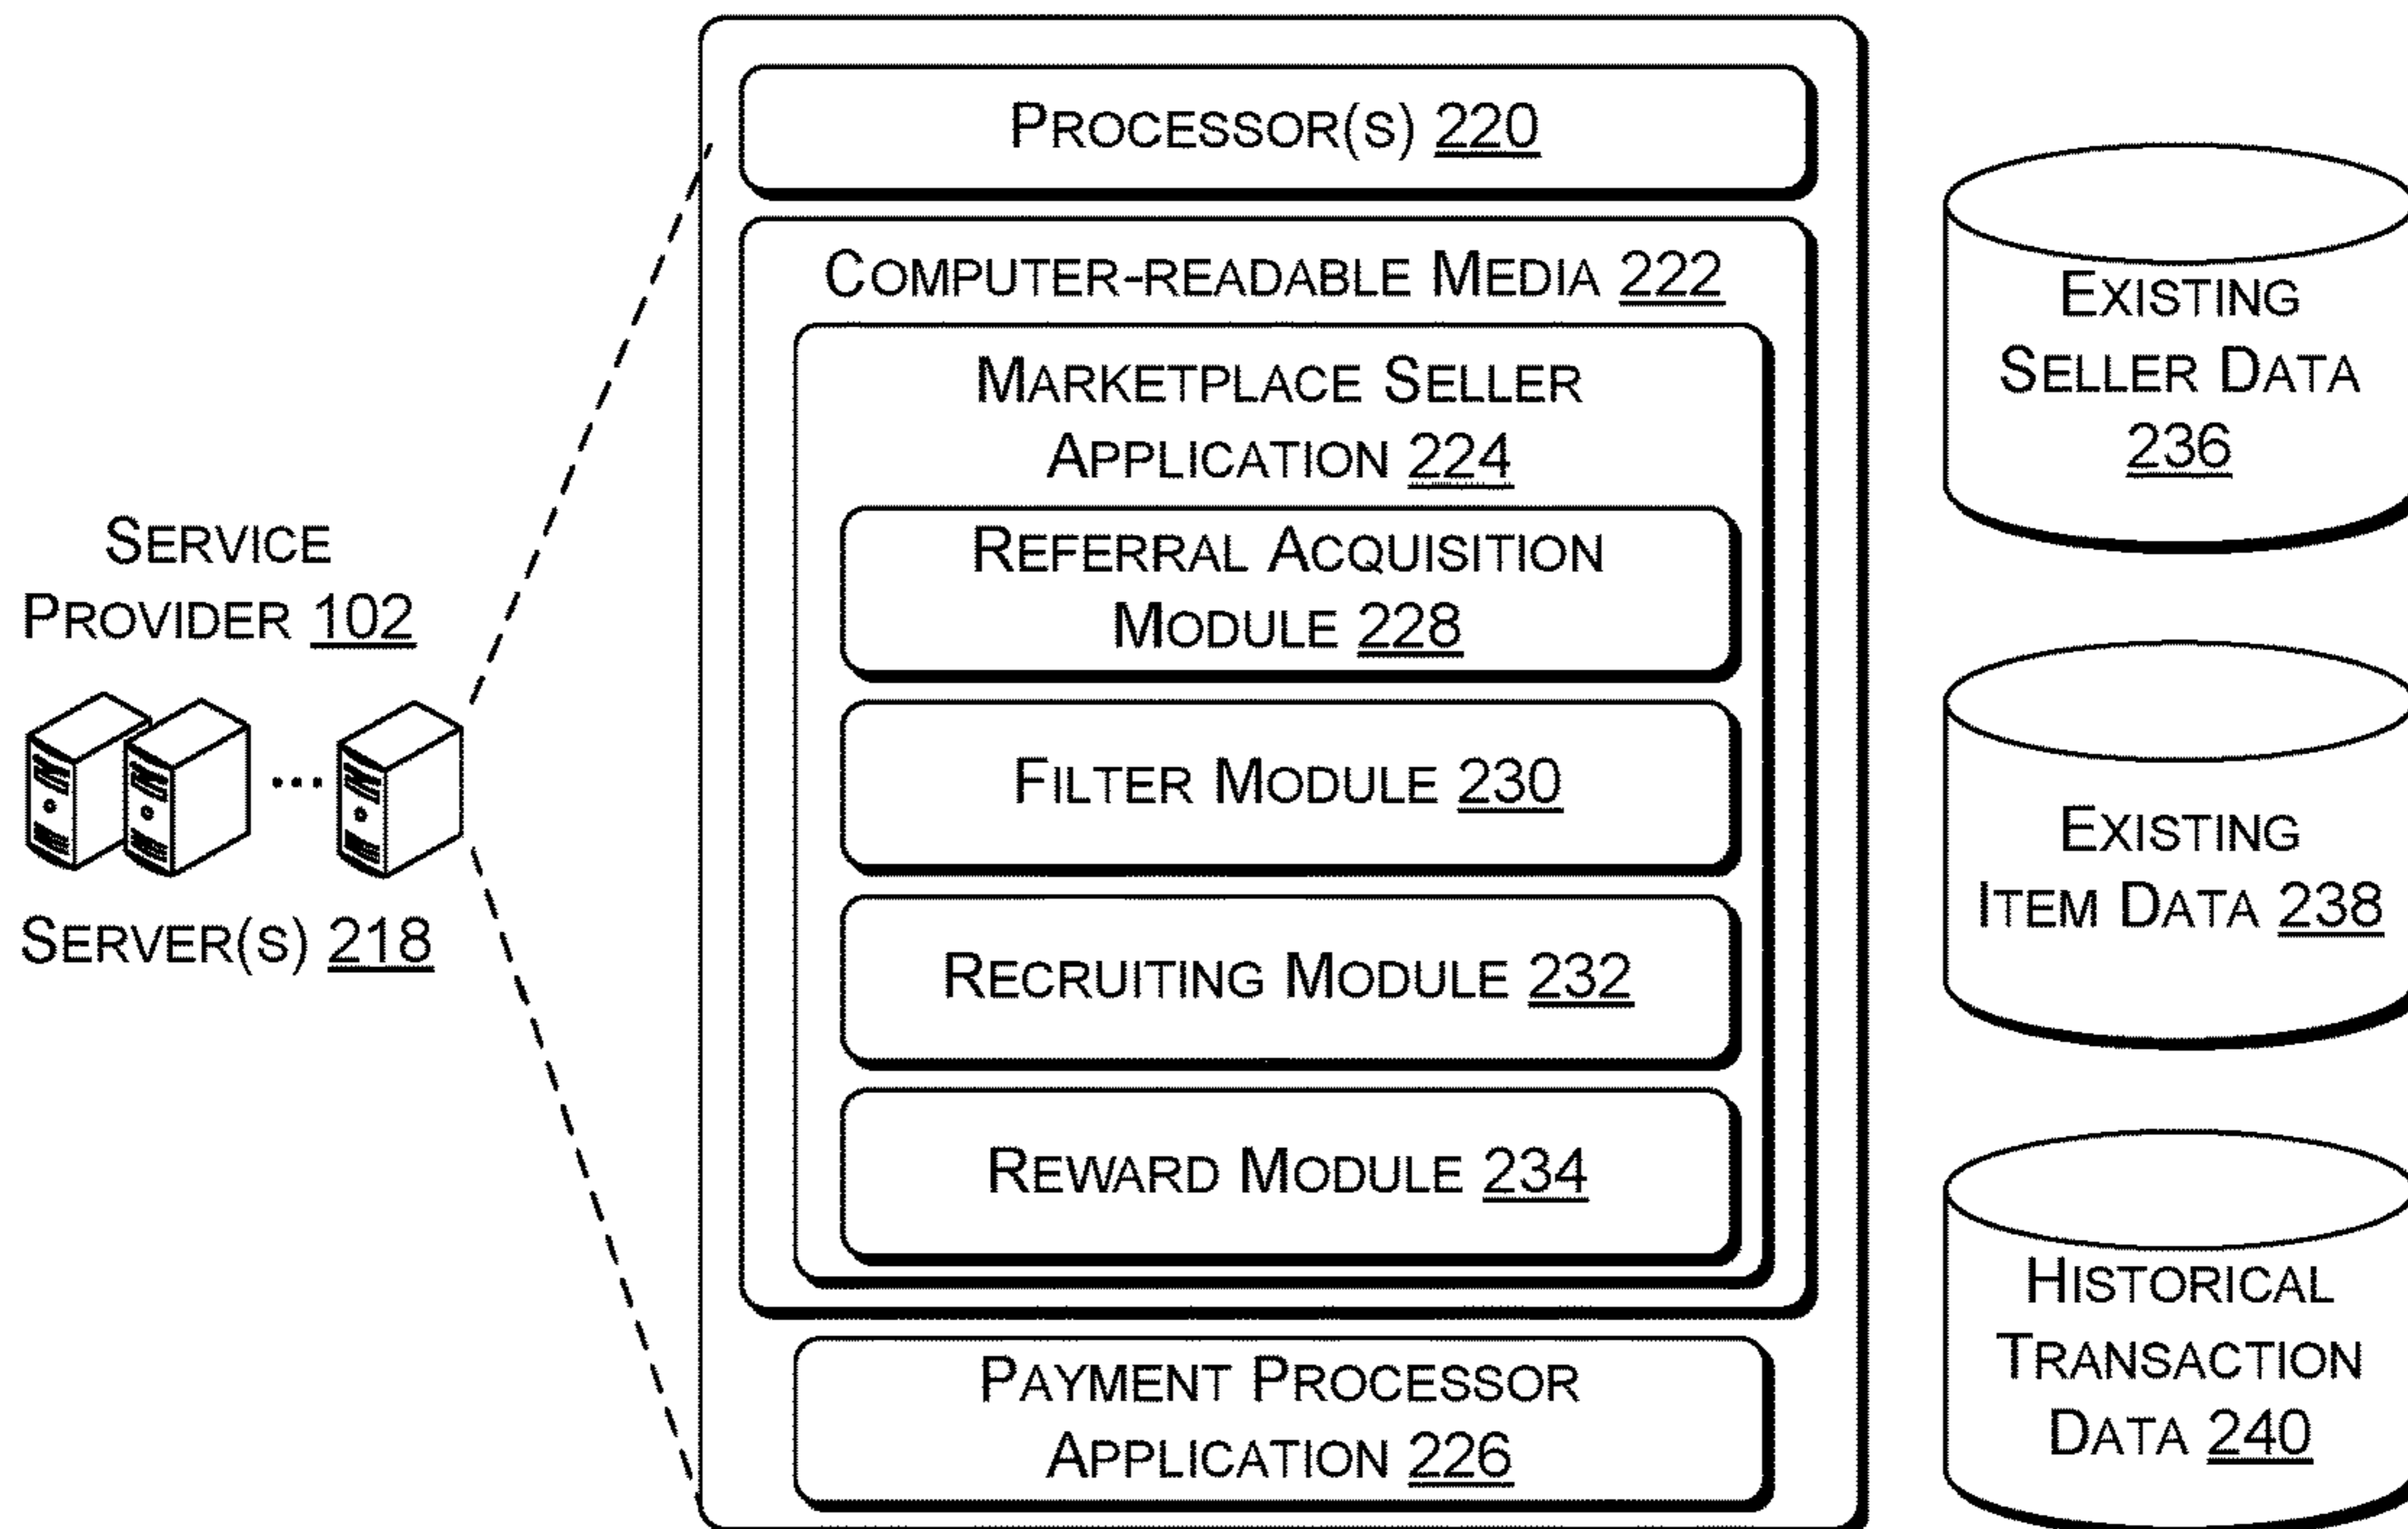 SERVICE
PROVIDER 102
SERVER(S) 218
PROCESSOR(S) 220
COMPUTER-READABLE MEDIA 222
MARKETPLACE SELLER
APPLICATION 224
REFERRAL ACQUISITION
MODULE 228
FILTER MODULE 230
RECRUITING MODULE 232
REWARD MODULE 234
PAYMENT PROCESSOR
APPLICATION 226
EXISTING
SELLER DATA
236
EXISTING
ITEM DATA 238
HISTORICAL
TRANSACTION
DATA 240